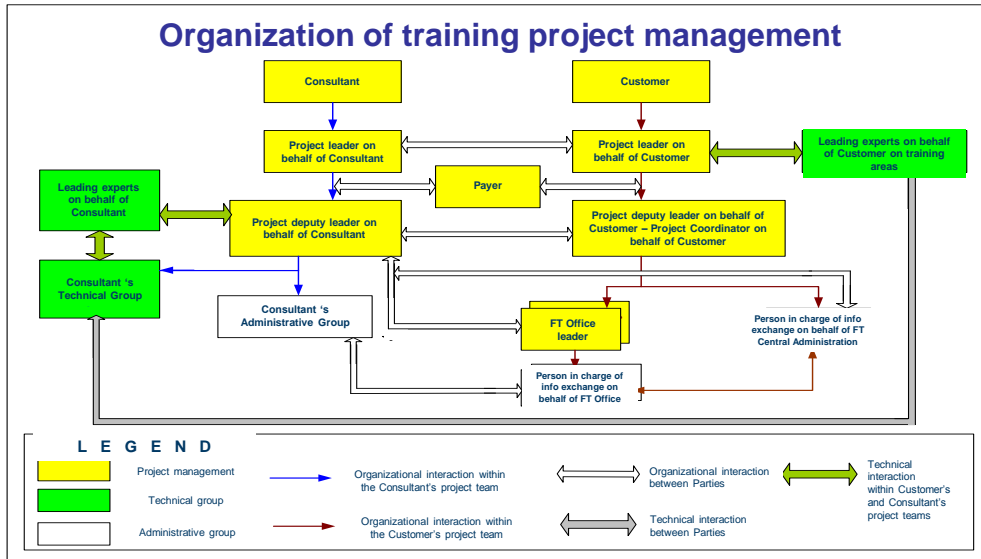 Organization of training project management
Consultant
Customer
Project leader on
behalf of Consultant
Project leader on
behalf of Customer
Leading experts on behalf
of Customer on training
areas
Payer
Leading experts
on behalf of
Consultant
Project deputy leader on
behalf of Consultant
Project deputy leader on behalf of
Customer – Project Coordinator on
behalf of Customer
Consultant 's
Technical Group
Consultant 's
Administrative Group
FT Office
leader
Person in charge of info
exchange on behalf of FT
Central Administration
Person in charge of
info exchange on
behalf of FT Office
L E G E N D
Project management
Technical group
Administrative group
Organizational interaction within
the Consultant's project team
Organizational interaction within
the Customer's project team
Organizational interaction
between Parties
Technical interaction
between Parties
Technical
interaction
within Customer's
and Consultant's
project teams